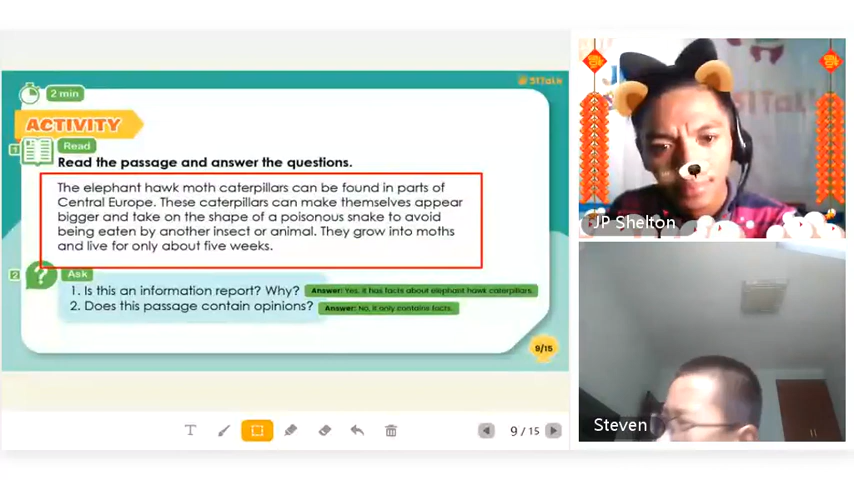 2 min
51Talk
ACTIVITY
1 Read
Read the passage and answer the questions.
The elephant hawk moth caterpillars can be found in parts of
Central Europe. These caterpillars can make themselves appear
bigger and take on the shape of a poisonous snake to avoid
being eaten by another insect or animal. They grow into moths
and live for only about five weeks.
2 Ask
1. Is this an information report? Why? Answer: Yes, it has facts about elephant hawk caterpillars.
2. Does this passage contain opinions? Answer: No, it only contains facts.
9/15
T
9 / 15
51Talk
JP Shelton
Steven